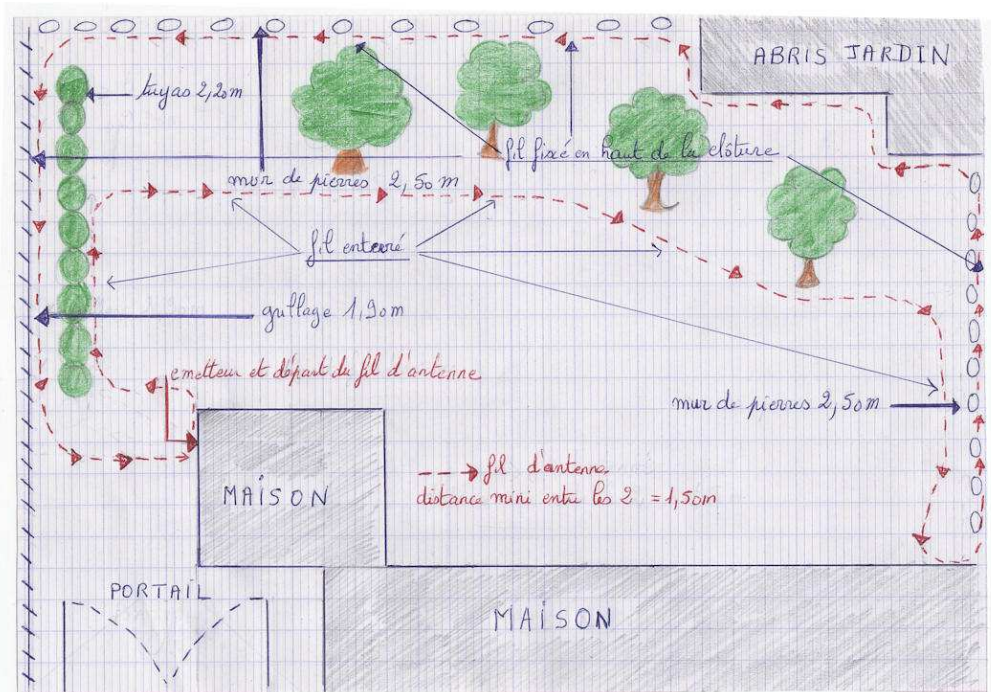 ABRIS JARDIN
tuyas 2,20m
fil fixé en haut de la clôture
mur de pierres 2,50m
fil enterré
grillage 1,90m
emetteur et départ du fil d'antenne
mur de pierres 2,50m
fil d'antenne
distance mini entre les 2 = 1,50m
MAISON
PORTAIL
MAISON